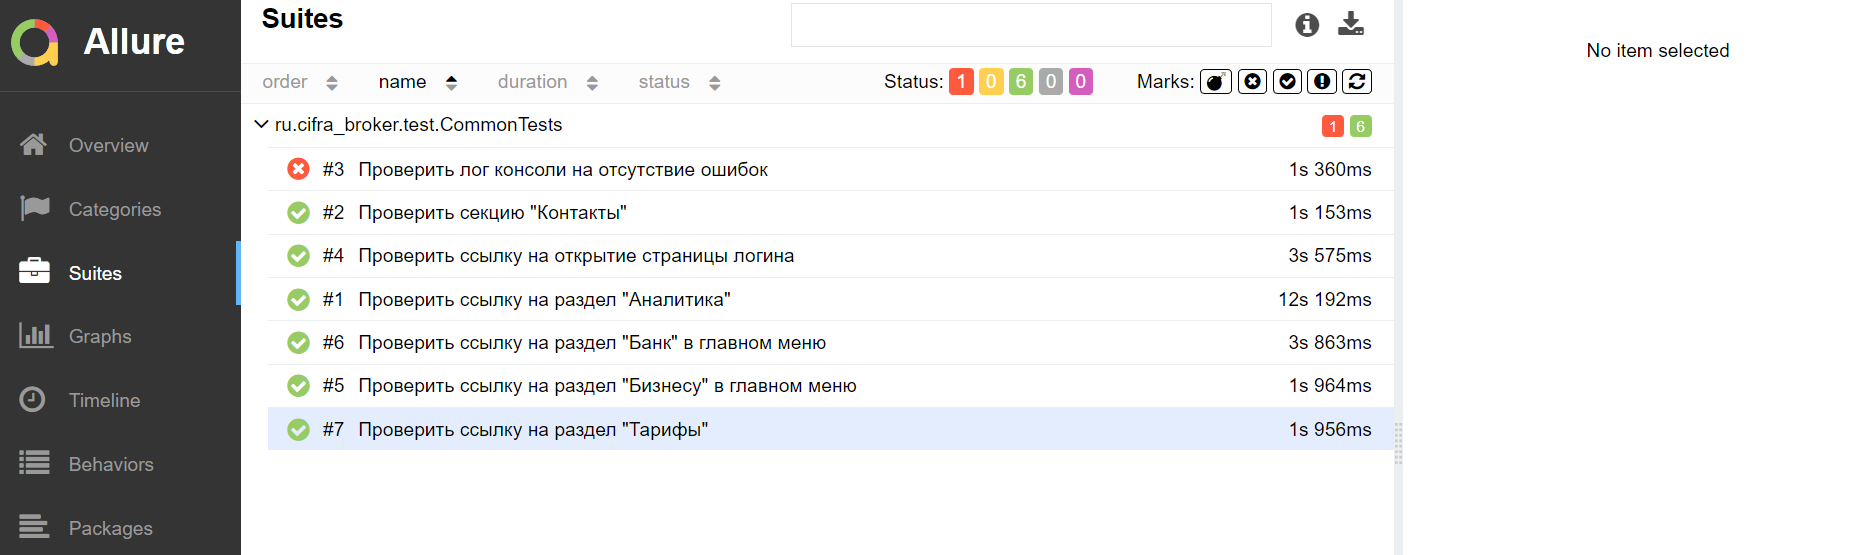 Allure
Overview
Categories
Suites
Graphs
Timeline
Behaviors
Packages
Suites
order name duration status Status: 1 0 6 0 0 Marks:
ru.cifra_broker.test.CommonTests 1 6
#3 Проверить лог консоли на отсутствие ошибок 1s 360ms
#2 Проверить секцию "Контакты" 1s 153ms
#4 Проверить ссылку на открытие страницы логина 3s 575ms
#1 Проверить ссылку на раздел "Аналитика" 12s 192ms
#6 Проверить ссылку на раздел "Банк" в главном меню 3s 863ms
#5 Проверить ссылку на раздел "Бизнесу" в главном меню 1s 964ms
#7 Проверить ссылку на раздел "Тарифы" 1s 956ms
No item selected